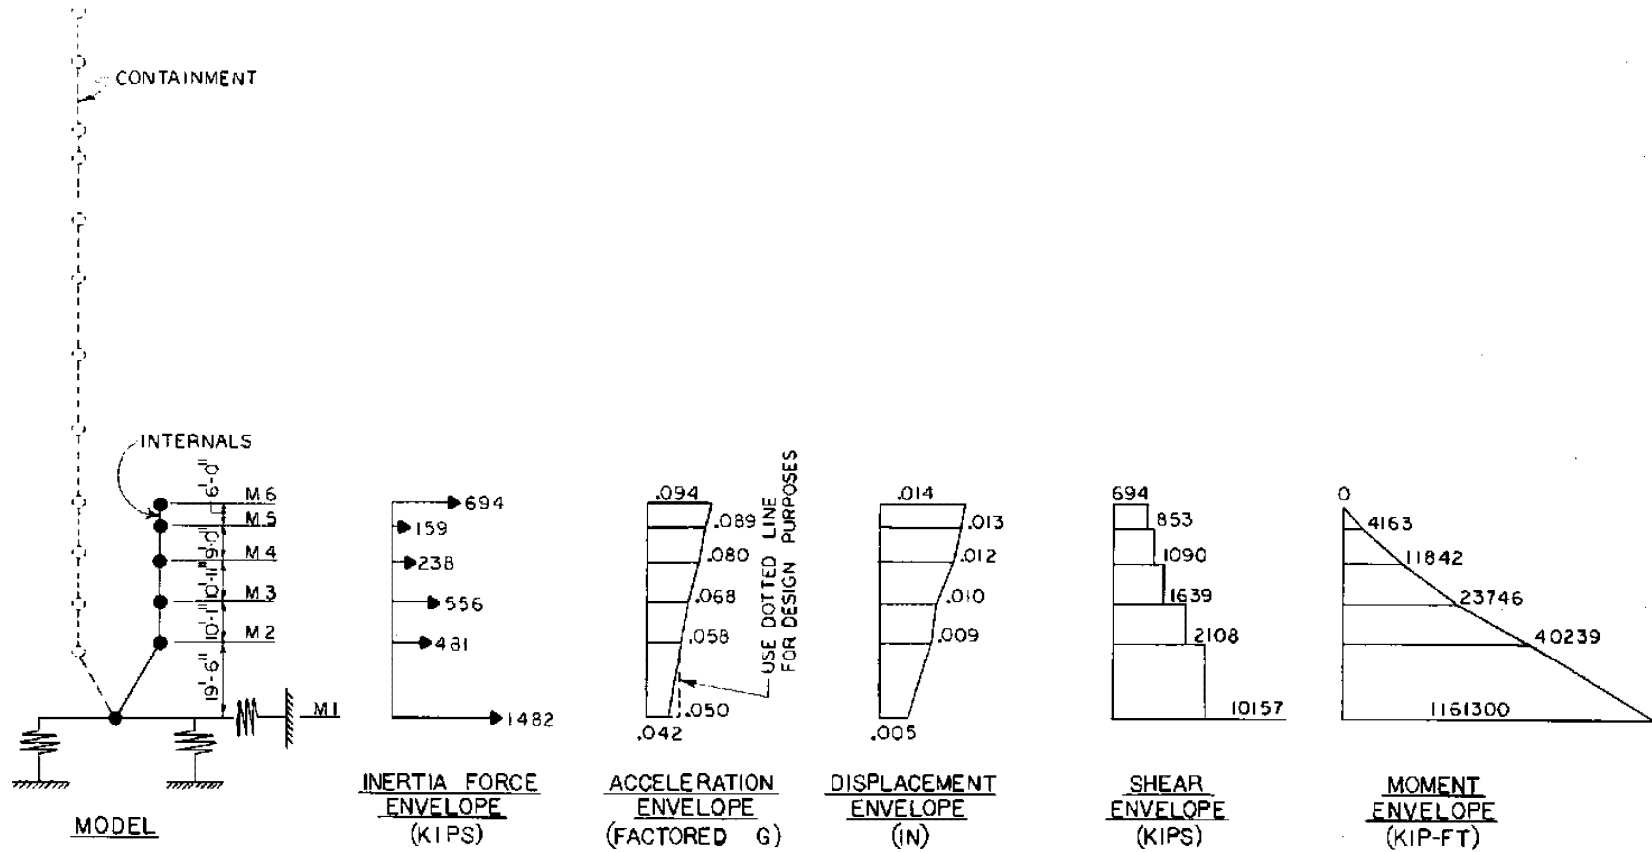 CONTAINMENT
INTERNALS
6'-0"
9'-0"
10'-11"
10'-1"
19'-6"
M6
M5
M4
M3
M2
M1
MODEL
694
159
238
556
481
1482
INERTIA FORCE
ENVELOPE
(KIPS)
.094
.089
.080
.068
.058
.050
.042
USE DOTTED LINE
FOR DESIGN PURPOSES
ACCELERATION
ENVELOPE
(FACTORED G)
.014
.013
.012
.010
.009
.005
DISPLACEMENT
ENVELOPE
(IN)
694
853
1090
1639
2108
10157
SHEAR
ENVELOPE
(KIPS)
0
4163
11842
23746
40239
1161300
MOMENT
ENVELOPE
(KIP-FT)